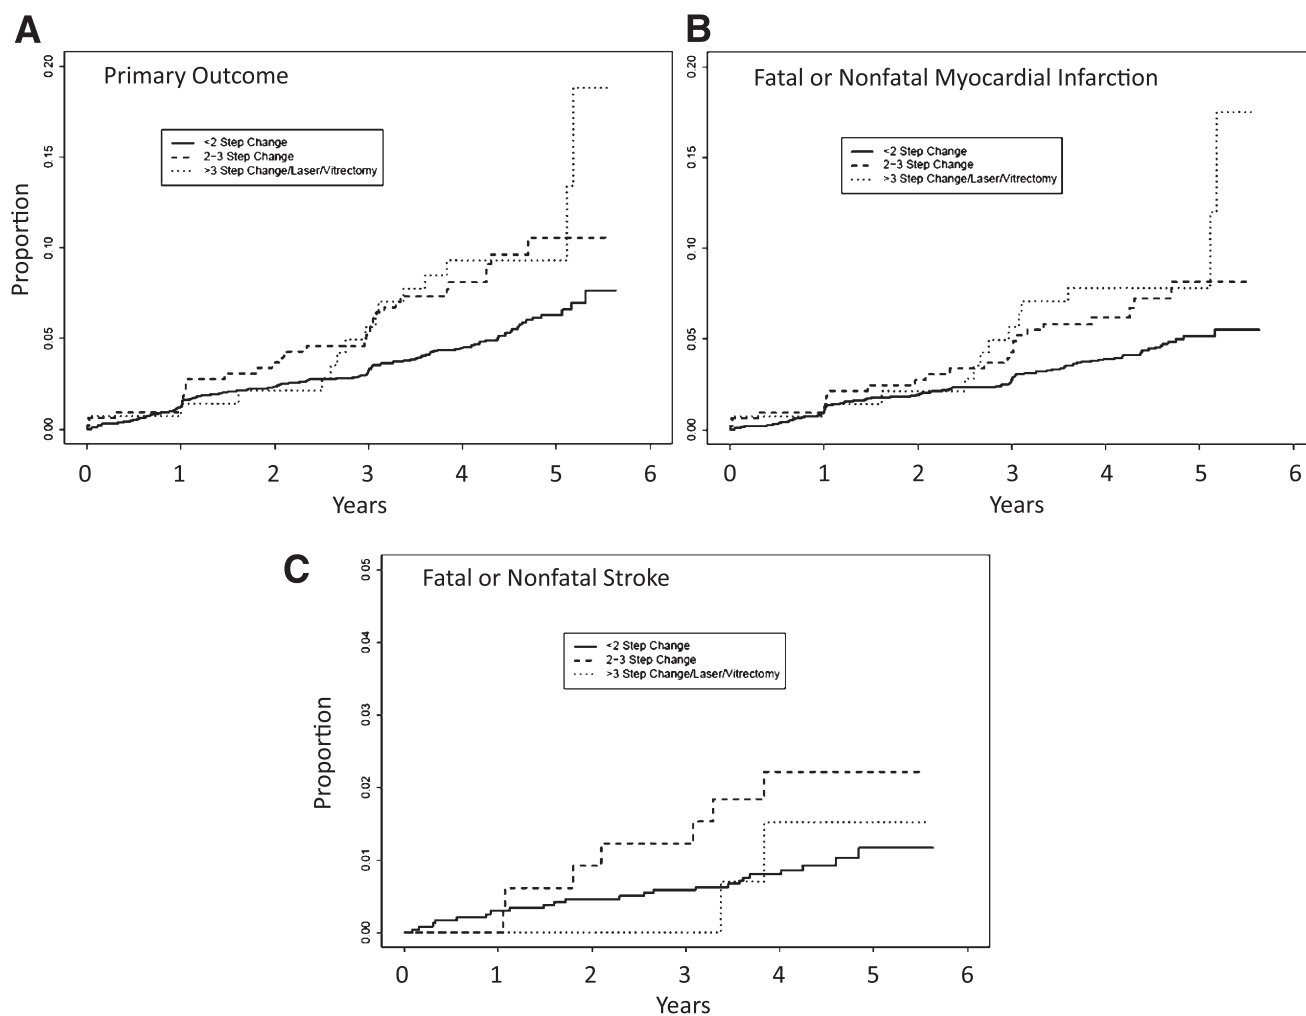 A
Primary Outcome
<2 Step Change
2-3 Step Change
>3 Step Change/Laser/Vitrectomy
Proportion
0.20
0.15
0.10
0.05
0.00
0 1 2 3 4 5 6
Years
B
Fatal or Nonfatal Myocardial Infarction
<2 Step Change
2-3 Step Change
>3 Step Change/Laser/Vitrectomy
0.20
0.15
0.10
0.05
0.00
0 1 2 3 4 5 6
Years
C
Fatal or Nonfatal Stroke
<2 Step Change
2-3 Step Change
>3 Step Change/Laser/Vitrectomy
Proportion
0.05
0.04
0.03
0.02
0.01
0.00
0 1 2 3 4 5 6
Years